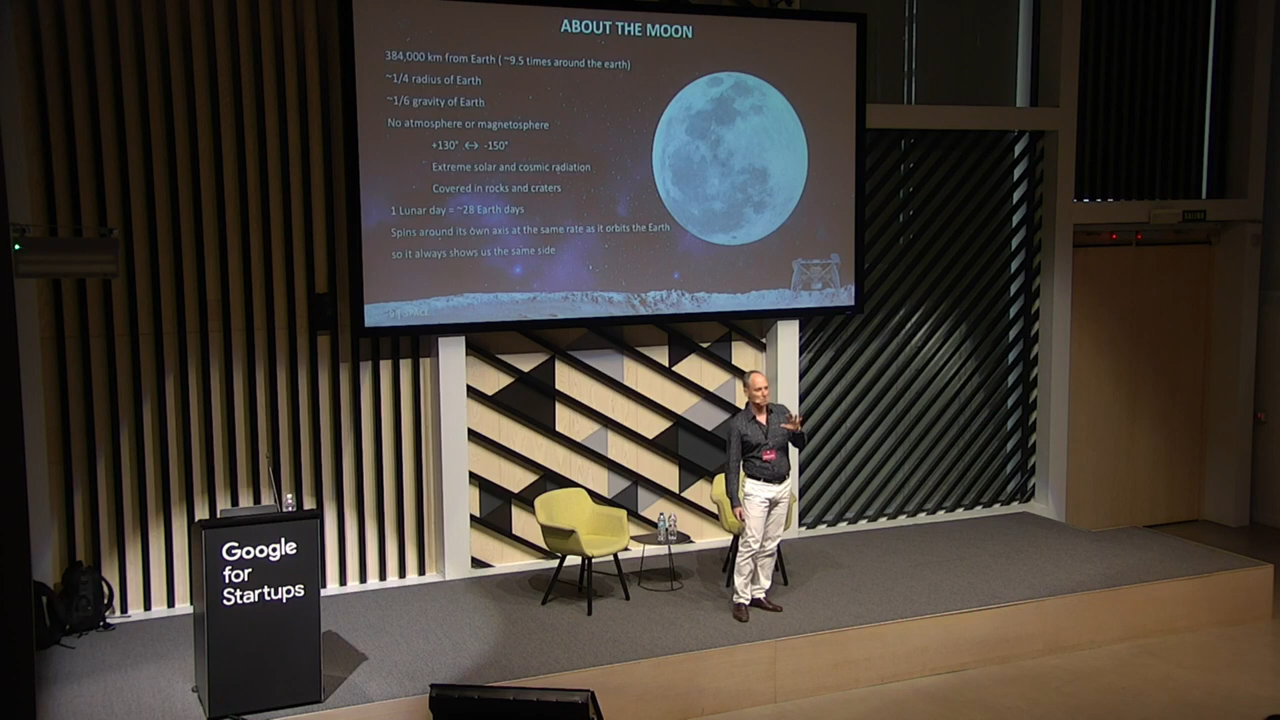 ABOUT THE MOON
384,000 km from Earth ( ~9.5 times around the earth)
~1/4 radius of Earth
~1/6 gravity of Earth
No atmosphere or magnetosphere
+130° ↔ -150°
Extreme solar and cosmic radiation
Covered in rocks and craters
1 Lunar day = ~28 Earth days
Spins around its own axis at the same rate as it orbits the Earth
so it always shows us the same side
Google
for
Startups